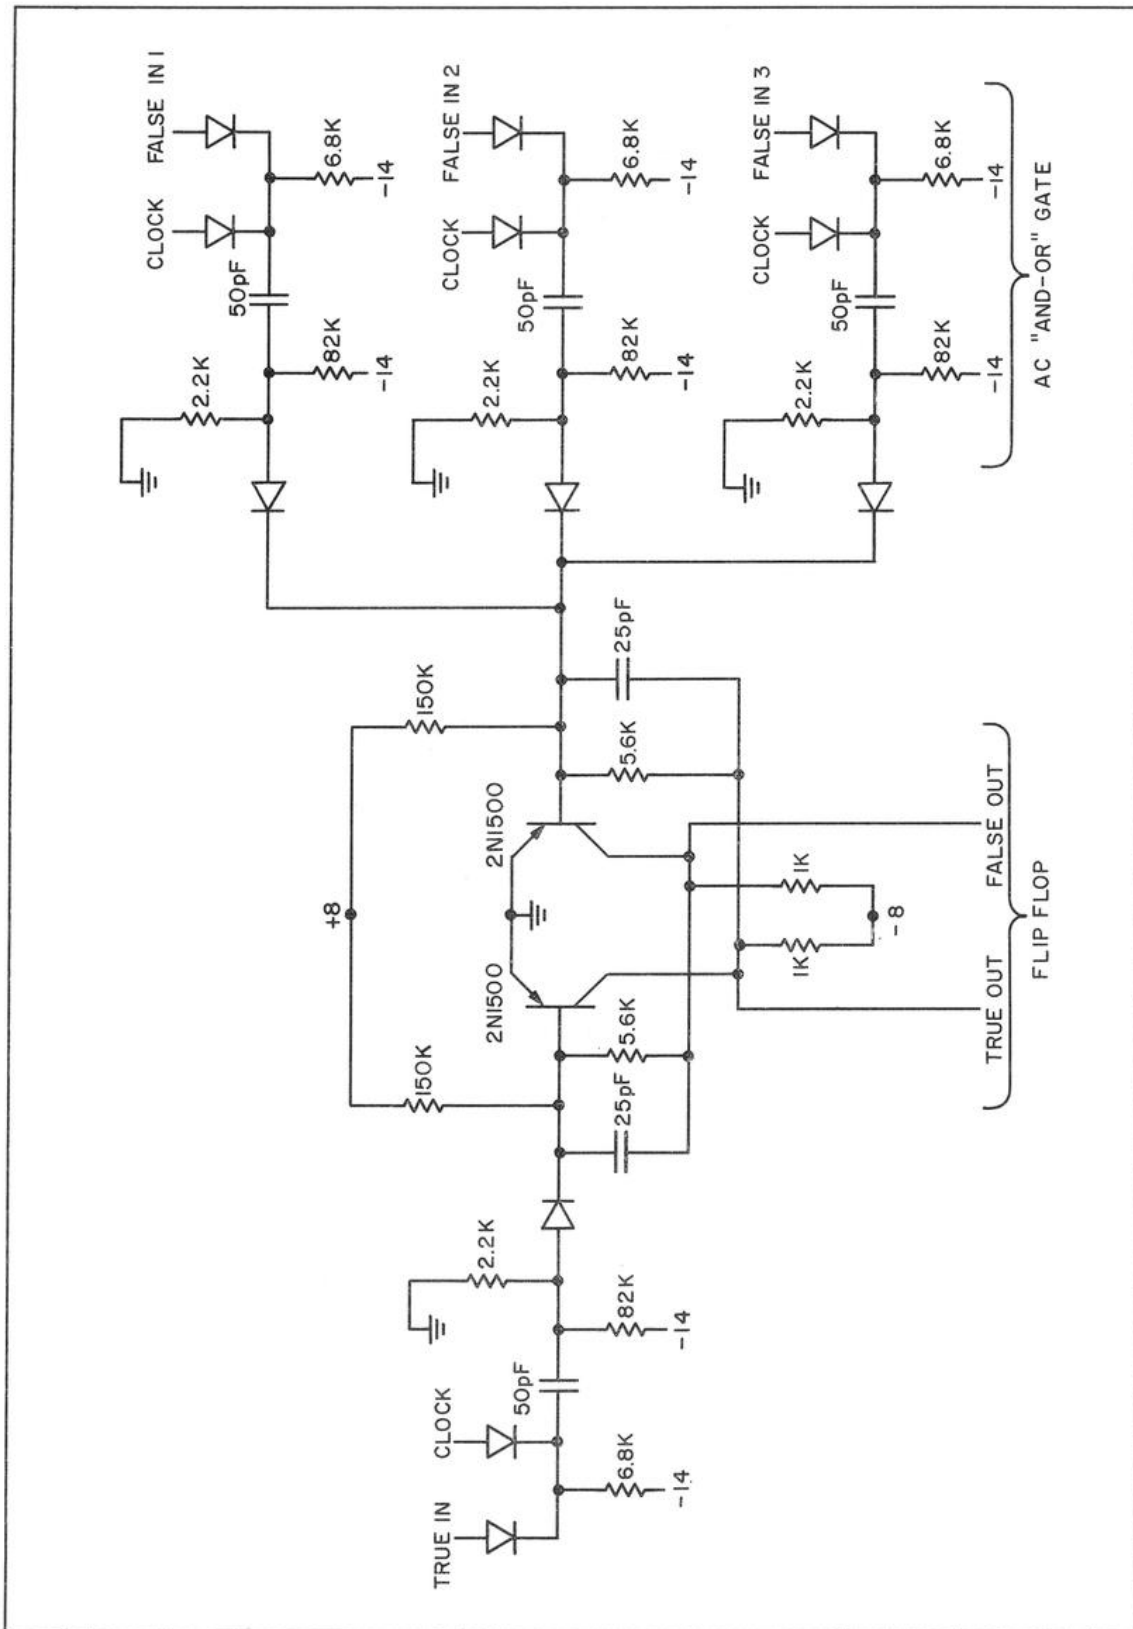 TRUE IN
CLOCK
6.8K
-14
50pF
82K
-14
2.2K
25pF
5.6K
150K
+8
150K
2N1500
2N1500
5.6K
25pF
1K
1K
-8
TRUE OUT
FALSE OUT
FLIP FLOP
2.2K
82K
-14
50pF
CLOCK
FALSE IN 1
6.8K
-14
2.2K
82K
-14
50pF
CLOCK
FALSE IN 2
6.8K
-14
2.2K
82K
-14
50pF
CLOCK
FALSE IN 3
6.8K
-14
AC "AND-OR" GATE